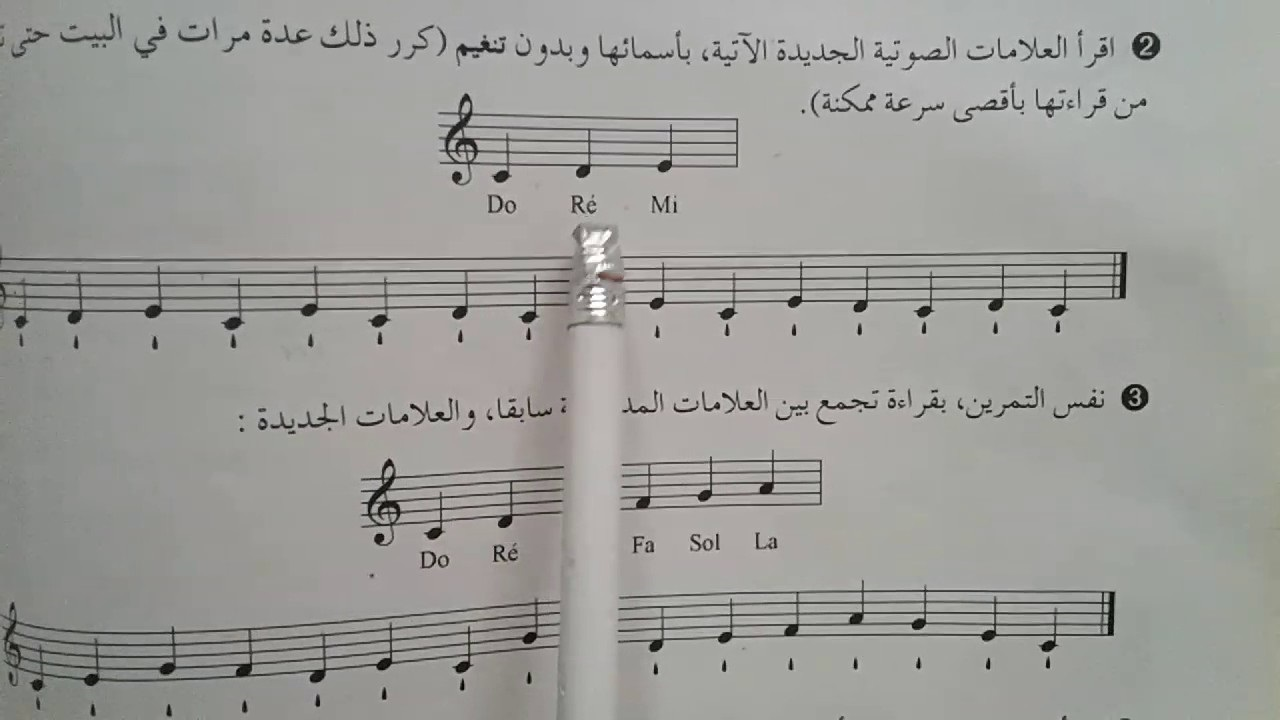 ❷ اقرأ العلامات الصوتية الجديدة الآتية، بأسمائها وبدون تنغيم (كرر ذلك عدة مرات في البيت حتى
من قراءتها بأقصى سرعة ممكنة).
Do Ré Mi
❸ نفس التمرين، بقراءة تجمع بين العلامات سابقا، والعلامات الجديدة :
Do Ré Fa Sol La